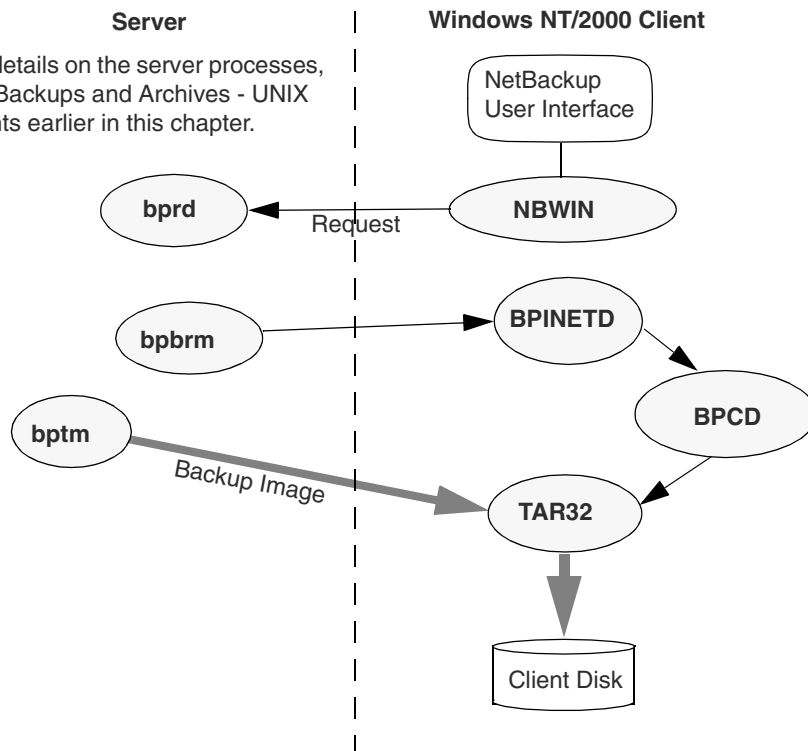 Server
Windows NT/2000 Client
details on the server processes,
Backups and Archives - UNIX
earlier in this chapter.
NetBackup
User Interface
bprd
Request
NBWIN
bpbrm
BPINETD
BPCD
bptm
Backup Image
TAR32
Client Disk